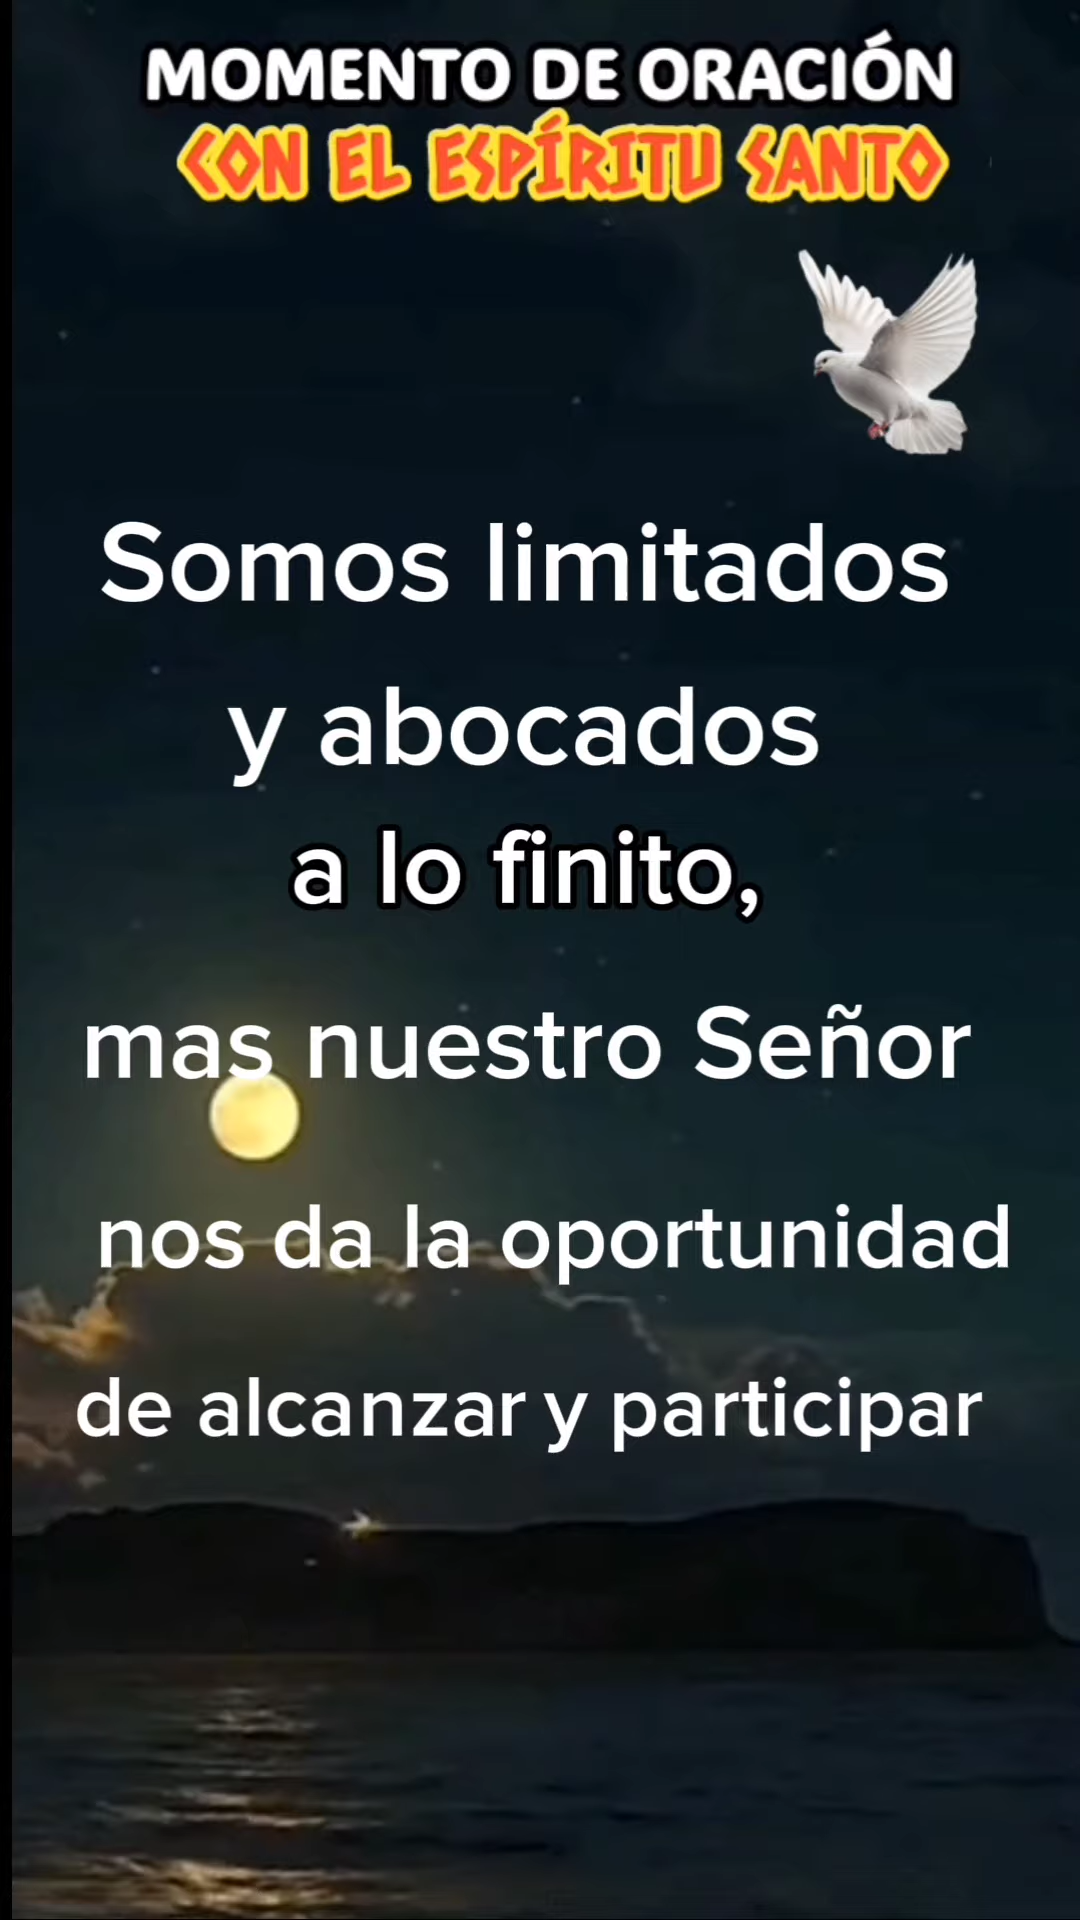 MOMENTO DE ORACIÓN
CON EL ESPÍRITU SANTO
Somos limitados
y abocados
a lo finito,
mas nuestro Señor
nos da la oportunidad
de alcanzar y participar